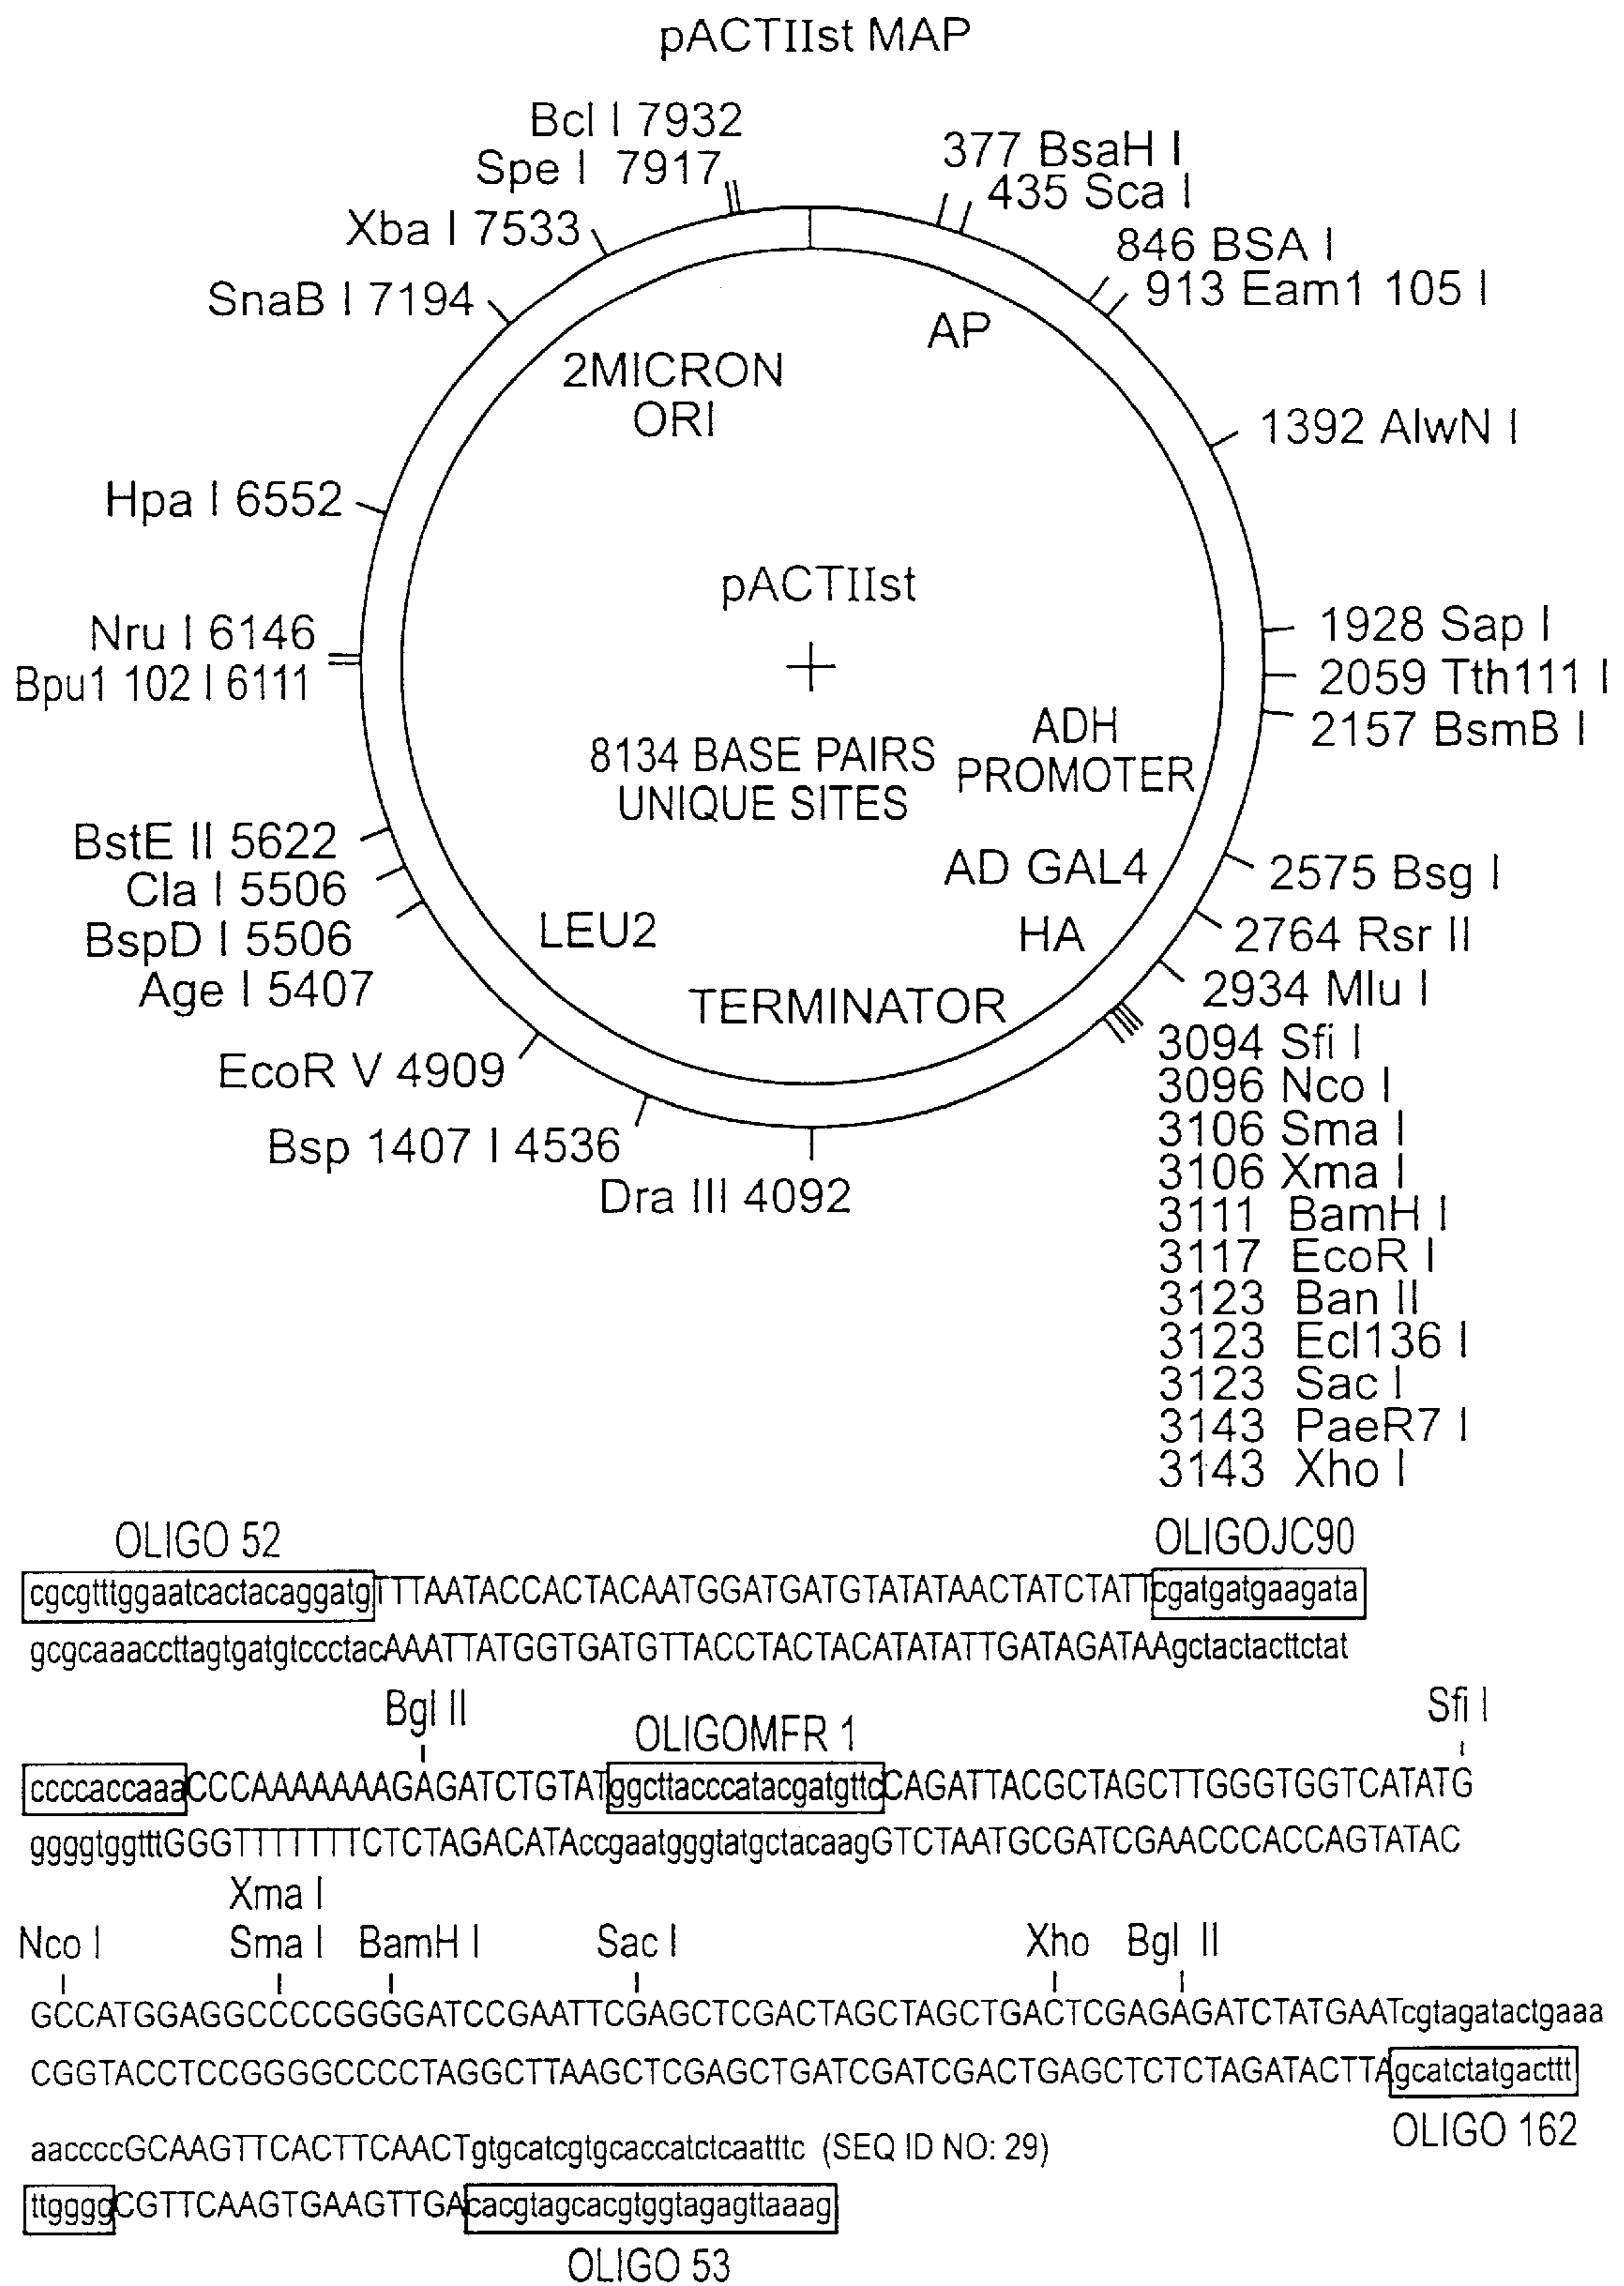 pACTIIst MAP
Bcl I 7932
Spe I 7917
Xba I 7533
SnaB I 7194
Hpa I 6552
Nru I 6146
Bpu1 102 I 6111
BstE II 5622
Cla I 5506
BspD I 5506
Age I 5407
EcoR V 4909
Bsp 1407 I 4536
Dra III 4092
377 BsaH I
435 Sca I
846 BSA I
913 Eam1 105 I
1392 AlwN I
1928 Sap I
2059 Tth111 I
2157 BsmB I
2575 Bsg I
2764 Rsr II
2934 Mlu I
3094 Sfi I
3096 Nco I
3106 Sma I
3106 Xma I
3111 BamH I
3117 EcoR I
3123 Ban II
3123 Ecl136 I
3123 Sac I
3143 PaeR7 I
3143 Xho I
AP
2MICRON
ORI
pACTIIst
8134 BASE PAIRS
UNIQUE SITES
ADH
PROMOTER
AD GAL4
HA
TERMINATOR
LEU2
OLIGO 52
OLIGOJC90
cgcgtttggaatcactacaggatgTTTAATACCACTACAATGGATGATGTATATAACTATCTATTcgatgatgaagata
gcgcaaaccttagtgatgtccctacAAATTATGGTGATGTTACCTACTACATATATTGATAGATAAgctactacttctat
Bgl II
OLIGOMFR 1
Sfi I
ccccaccaaaCCCAAAAAAAGAGATCTGTATggcttacccatacgatgttcCAGATTACGCTAGCTTGGGTGGTCATATG
ggggtggtttGGGTTTTTTTCTCTAGACATAccgaatgggtatgctacaagGTCTAATGCGATCGAACCCACCAGTATAC
Xma I
Nco I
Sma I
BamH I
Sac I
Xho
Bgl II
GCCATGGAGGCCCCGGGGATCCGAATTCGAGCTCGACTAGCTAGCTGACTCGAGAGATCTATGAATcgtagatactgaaa
CGGTACCTCCGGGGCCCCTAGGCTTAAGCTCGAGCTGATCGATCGACTGAGCTCTCTAGATACTTAgcatctatgacttt
OLIGO 162
aaccccGCAAGTTCACTTCAACTgtgcatcgtgcaccatctcaatttc (SEQ ID NO: 29)
ttggggCGTTCAAGTGAAGTTGAcacgtagcacgtggtagagttaaag
OLIGO 53